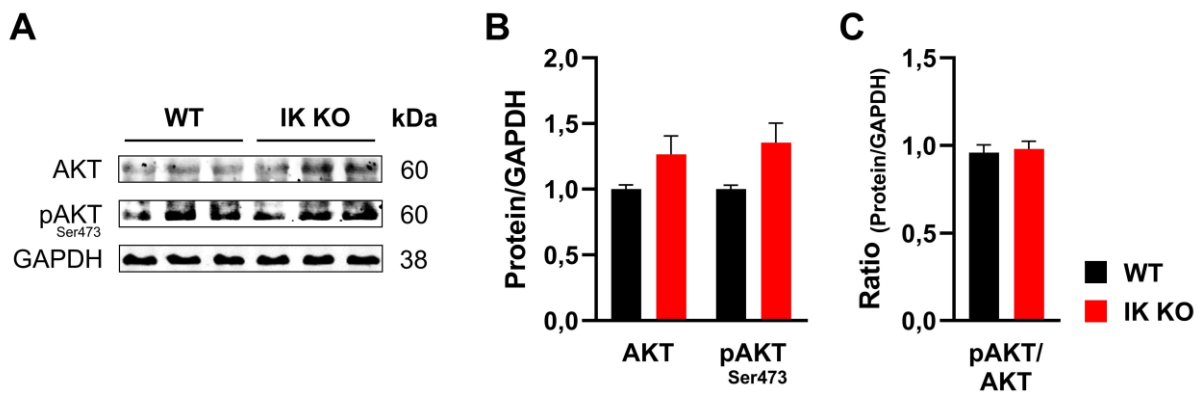 A
WT IK KO kDa
AKT 60
pAKT 60
Ser473
GAPDH 38
B
Protein/GAPDH
2,0
1,5
1,0
0,5
0,0
AKT pAKT
Ser473
C
Ratio (Protein/GAPDH)
1,5
1,0
0,5
0,0
pAKT/
AKT
WT
IK KO